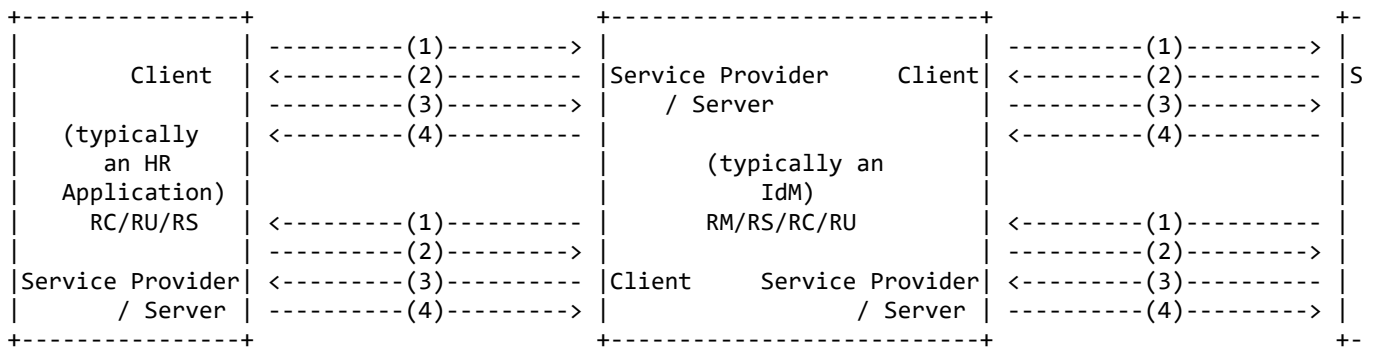 +----------------+                       +---------------------------+                       +-
|                | ----------(1)---------> |                           | ----------(1)---------> |
|        Client  | <---------(2)---------- |Service Provider     Client| <---------(2)---------- |S
|                | ----------(3)---------> |    / Server               | ----------(3)---------> |
|   (typically   | <---------(4)---------- |                           | <---------(4)---------- |
|      an HR     |                         |       (typically an       |                         |
|   Application) |                         |             IdM)          |                         |
|     RC/RU/RS   | <---------(1)---------- |       RM/RS/RC/RU         | <---------(1)---------- |
|                | ----------(2)---------> |                           | ----------(2)---------> |
|Service Provider| <---------(3)---------- |Client     Service Provider| <---------(3)---------- |
|       / Server | ----------(4)---------> |                  / Server | ----------(4)---------> |
+----------------+                       +---------------------------+                       +-